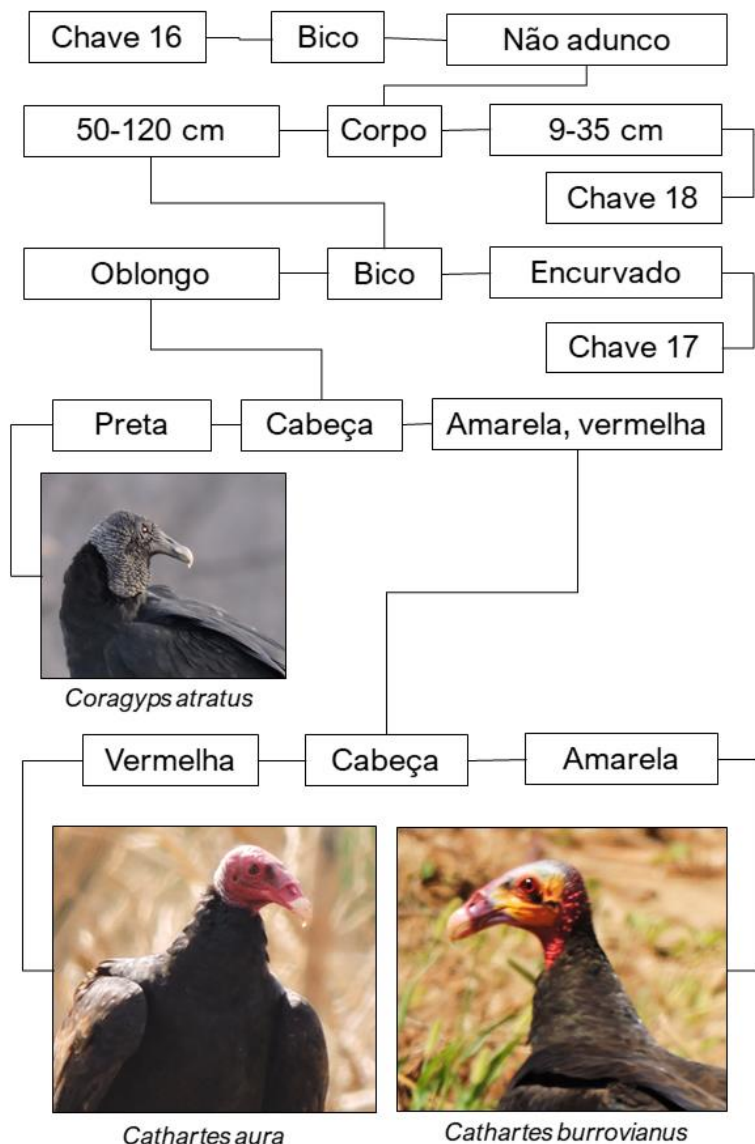 Chave 16
Bico
Não adunco
50-120 cm
Corpo
9-35 cm
Chave 18
Oblongo
Bico
Encurvado
Chave 17
Preta
Cabeça
Amarela, vermelha
Coragyps atratus
Vermelha
Cabeça
Amarela
Cathartes aura
Cathartes burrovianus